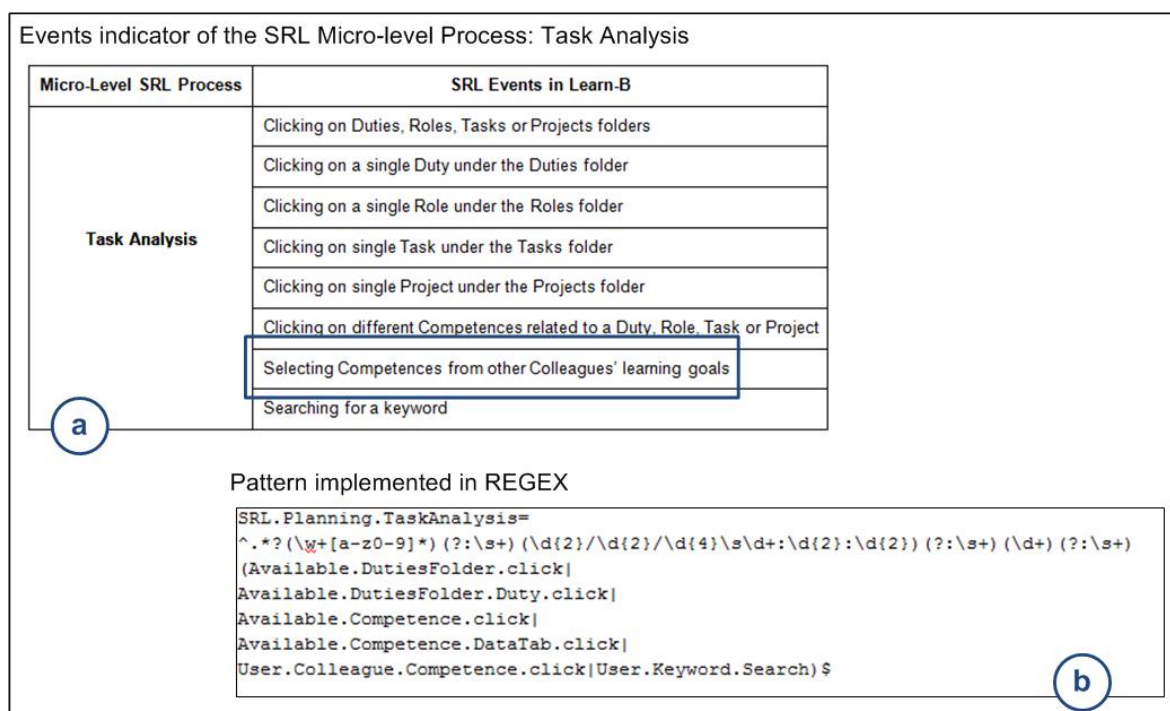 Events indicator of the SRL Micro-level Process: Task Analysis
Micro-Level SRL Process
SRL Events in Learn-B
Task Analysis
Clicking on Duties, Roles, Tasks or Projects folders
Clicking on a single Duty under the Duties folder
Clicking on a single Role under the Roles folder
Clicking on single Task under the Tasks folder
Clicking on single Project under the Projects folder
Clicking on different Competences related to a Duty, Role, Task or Project
Selecting Competences from other Colleagues' learning goals
Searching for a keyword
a
Pattern implemented in REGEX
SRL.Planning.TaskAnalysis=
^.*?(\w+[a-z0-9]*)(?:\s+)(\d{2}/\d{2}/\d{4}\s\d+:\d{2}:\d{2})(?:\s+)(\d+)(?:\s+)
(Available.DutiesFolder.click|
Available.DutiesFolder.Duty.click|
Available.Competence.click|
Available.Competence.DataTab.click|
User.Colleague.Competence.click|User.Keyword.Search)$
b